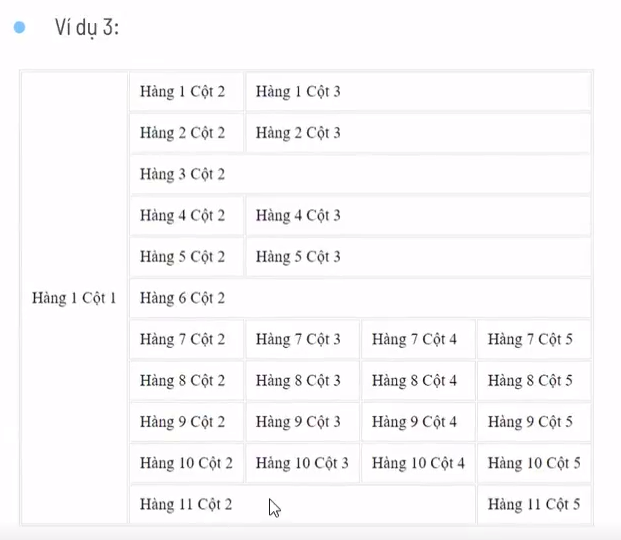 Ví dụ 3:
Hàng 1 Cột 2 Hàng 1 Cột 3
Hàng 2 Cột 2 Hàng 2 Cột 3
Hàng 3 Cột 2
Hàng 4 Cột 2 Hàng 4 Cột 3
Hàng 5 Cột 2 Hàng 5 Cột 3
Hàng 1 Cột 1 Hàng 6 Cột 2
Hàng 7 Cột 2 Hàng 7 Cột 3 Hàng 7 Cột 4 Hàng 7 Cột 5
Hàng 8 Cột 2 Hàng 8 Cột 3 Hàng 8 Cột 4 Hàng 8 Cột 5
Hàng 9 Cột 2 Hàng 9 Cột 3 Hàng 9 Cột 4 Hàng 9 Cột 5
Hàng 10 Cột 2 Hàng 10 Cột 3 Hàng 10 Cột 4 Hàng 10 Cột 5
Hàng 11 Cột 2 Hàng 11 Cột 5